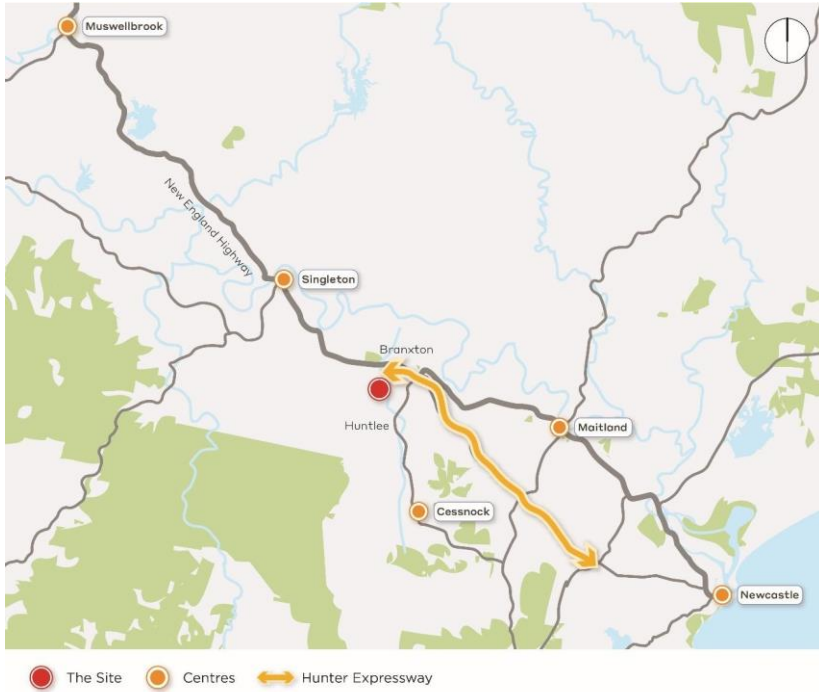 Muswellbrook
New England Highway
Singleton
Branxton
Huntlee
Maitland
Cessnock
Newcastle
The Site
Centres
Hunter Expressway